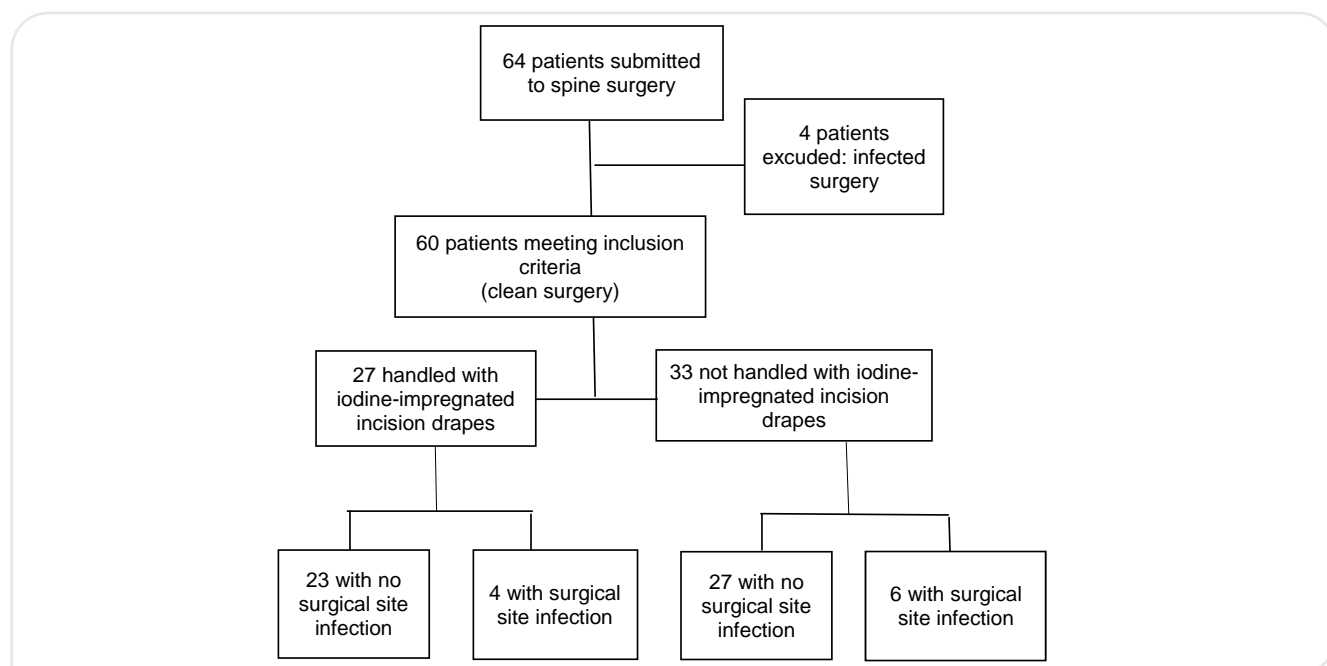 64 patients submitted
to spine surgery
4 patients
excuded: infected
surgery
60 patients meeting inclusion
criteria
(clean surgery)
27 handled with
iodine-impregnated
incision drapes
33 not handled with iodine-
impregnated incision
drapes
23 with no
surgical site
infection
4 with surgical
site infection
27 with no
surgical site
infection
6 with surgical
site infection